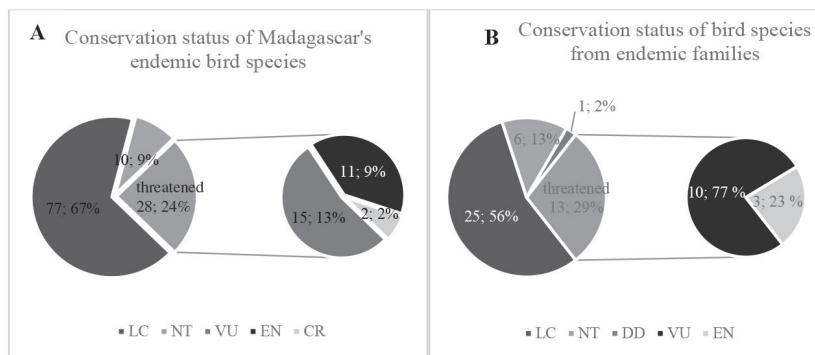 A
Conservation status of Madagascar's
endemic bird species
10; 9%
threatened
28; 24%
77; 67%
11; 9%
15; 13%
2; 2%
■ LC ■ NT ■ VU ■ EN ■ CR
B
Conservation status of bird species
from endemic families
1; 2%
6; 13%
threatened
13; 29%
25; 56%
10; 77 %
3; 23 %
■ LC ■ NT ■ DD ■ VU ■ EN